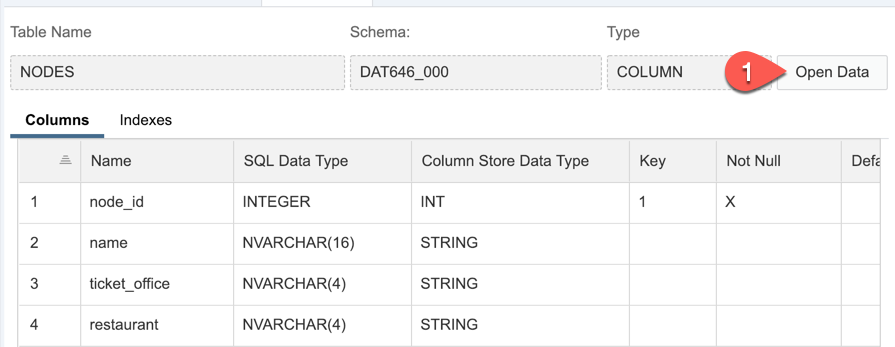 Table Name Schema: Type
NODES DAT646_000 COLUMN 1 Open Data
Columns Indexes
Name SQL Data Type Column Store Data Type Key Not Null Defa
1 node_id INTEGER INT 1 X
2 name NVARCHAR(16) STRING
3 ticket_office NVARCHAR(4) STRING
4 restaurant NVARCHAR(4) STRING